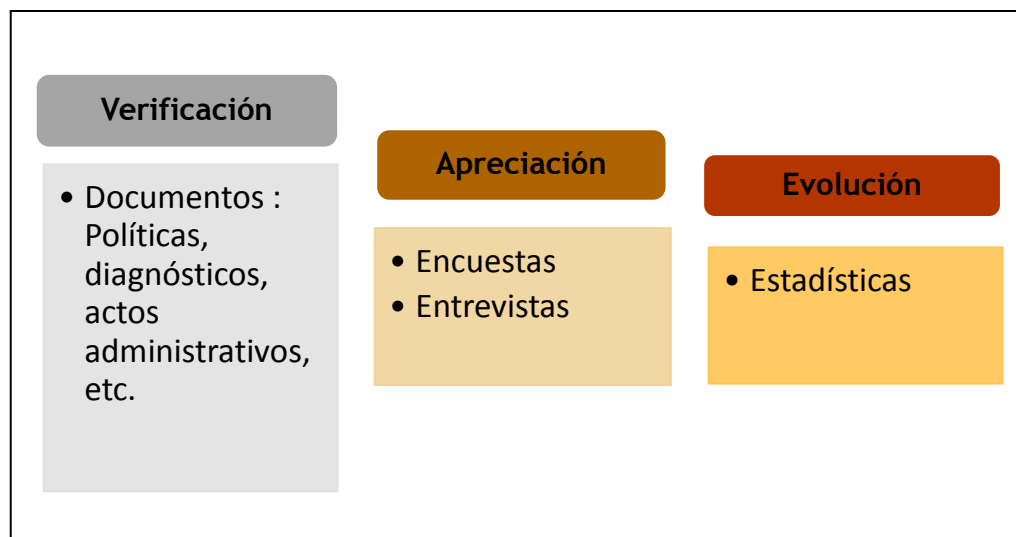 Verificación
• Documentos :
Políticas,
diagnósticos,
actos
administrativos,
etc.
Apreciación
• Encuestas
• Entrevistas
Evolución
• Estadísticas